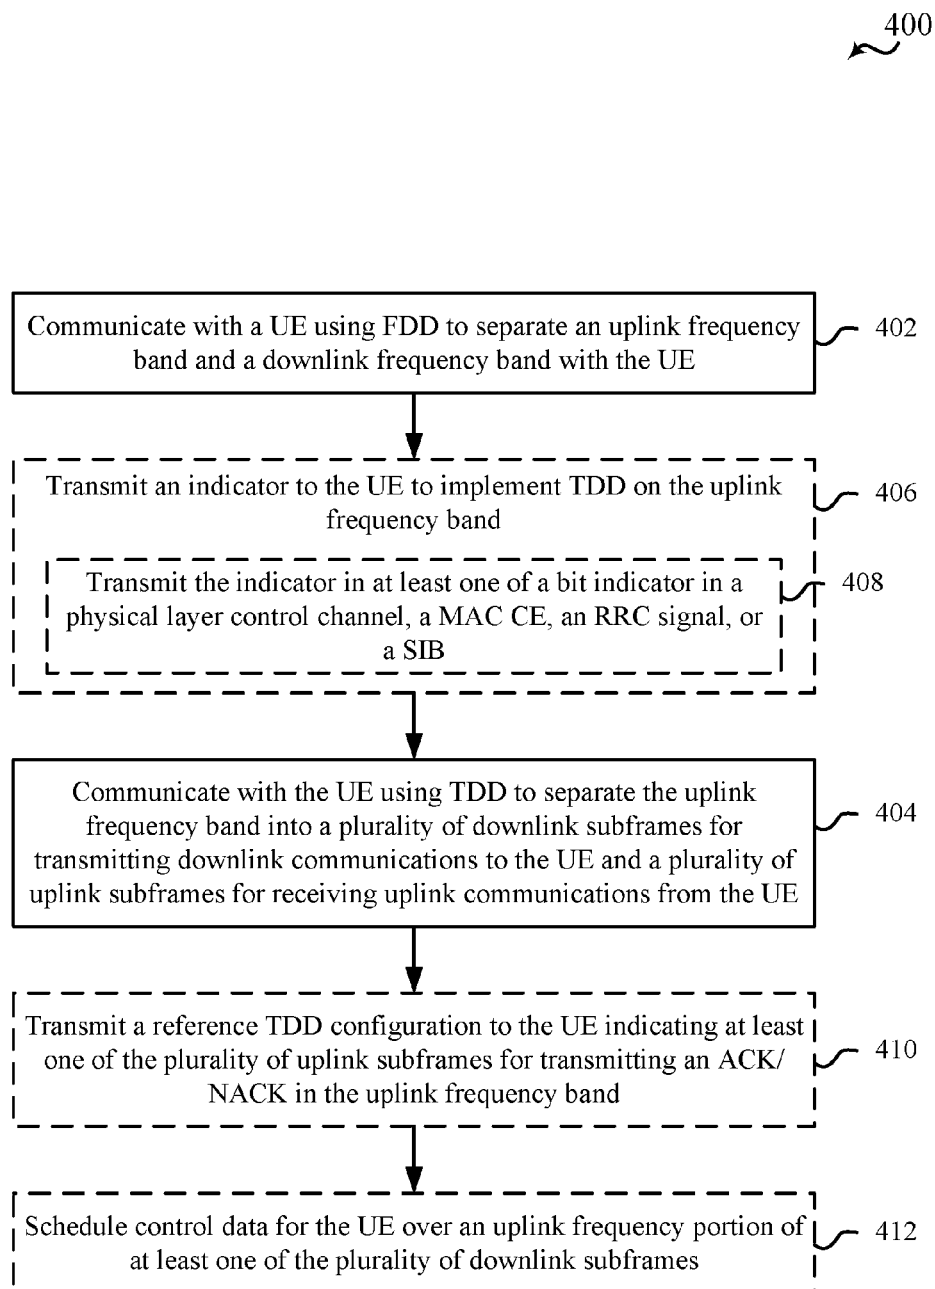 400
Communicate with a UE using FDD to separate an uplink frequency
band and a downlink frequency band with the UE
402
Transmit an indicator to the UE to implement TDD on the uplink
frequency band
406
Transmit the indicator in at least one of a bit indicator in a
physical layer control channel, a MAC CE, an RRC signal, or
a SIB
408
Communicate with the UE using TDD to separate the uplink
frequency band into a plurality of downlink subframes for
transmitting downlink communications to the UE and a plurality of
uplink subframes for receiving uplink communications from the UE
404
Transmit a reference TDD configuration to the UE indicating at least
one of the plurality of uplink subframes for transmitting an ACK/
NACK in the uplink frequency band
410
Schedule control data for the UE over an uplink frequency portion of
at least one of the plurality of downlink subframes
412